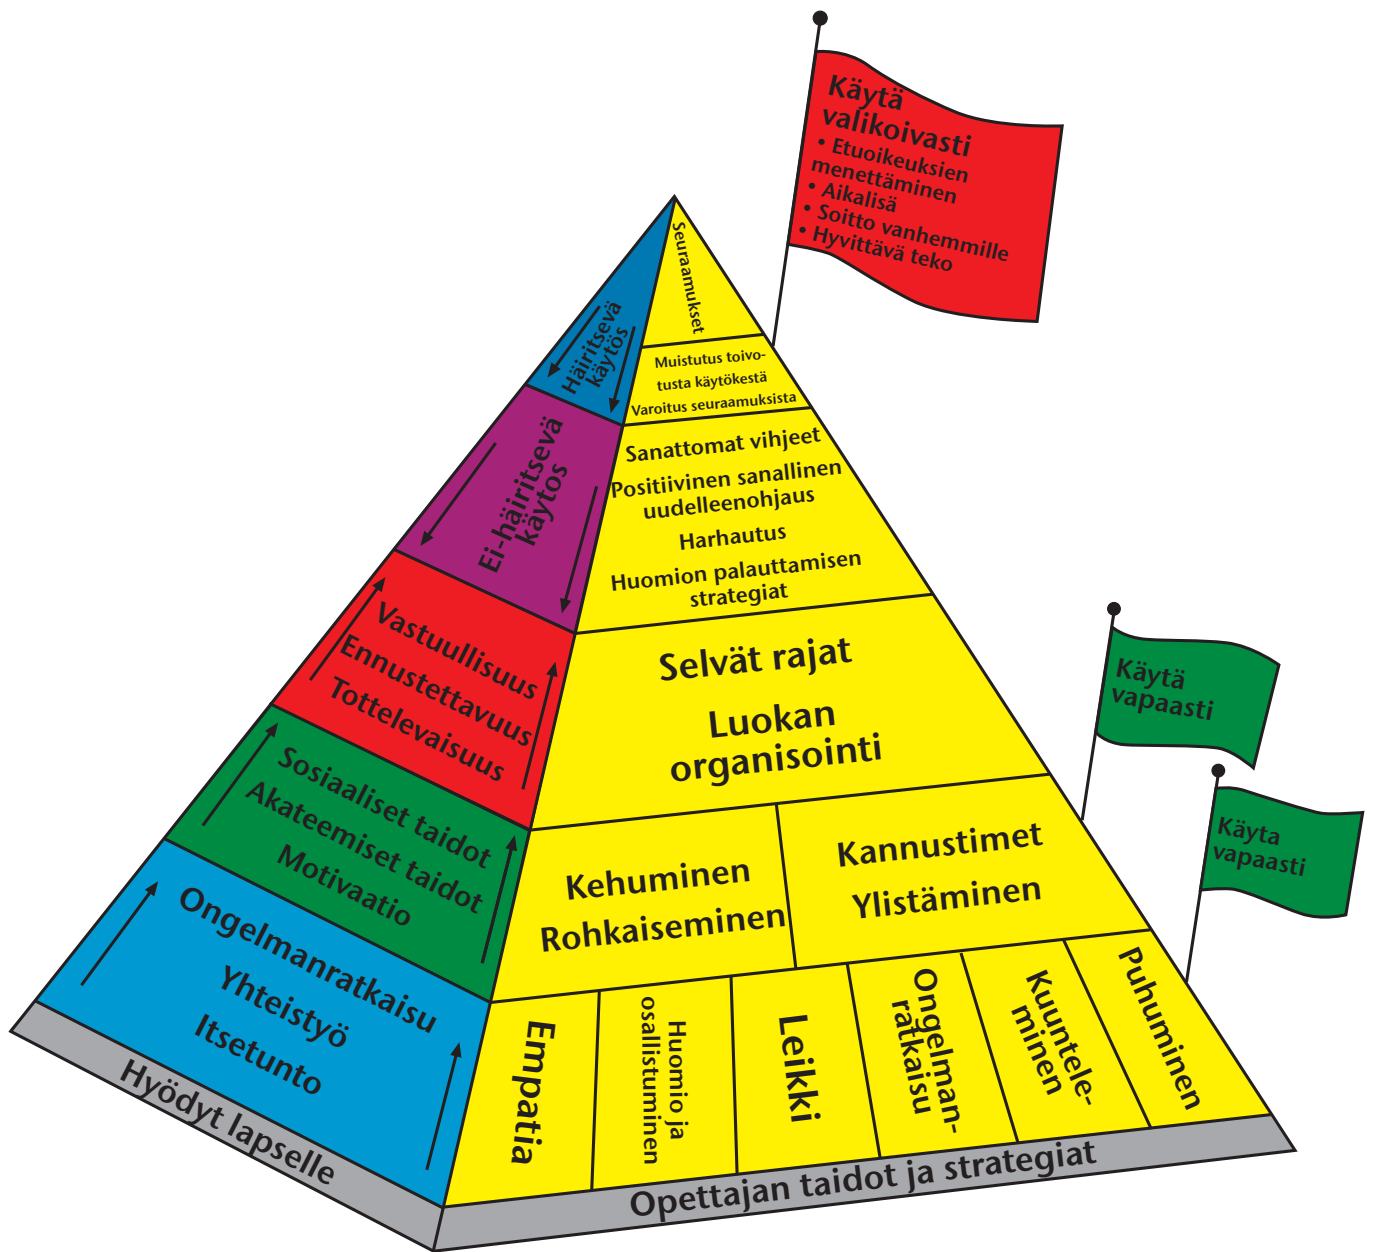 Käytä
valikoivasti
• Etuoikeuksien
menettäminen
• Aikalisä
• Soitto vanhemmille
• Hyvittävä teko
Seuraamukset
Häiritsevä
käytös
Muistutus toivo-
tusta käytökestä
Varoitus seuraamuksista
Ei-häiritsevä
käytös
Sanattomat vihjeet
Positiivinen sanallinen
uudelleenohjaus
Harhautus
Huomion palauttamisen
strategiat
Vastuullisuus
Ennustettavuus
Tottelevaisuus
Selvät rajat
Luokan
organisointi
Käytä
vapaasti
Sosiaaliset taidot
Akateemiset taidot
Motivaatio
Kehuminen
Rohkaiseminen
Kannustimet
Ylistäminen
Käyta
vapaasti
Ongelmanratkaisu
Yhteistyö
Itsetunto
Empatia
Huomio ja
osallistuminen
Leikki
Ongelman-
ratkaisu
Kuuntele-
minen
Puhuminen
Hyödyt lapselle
Opettajan taidot ja strategiat